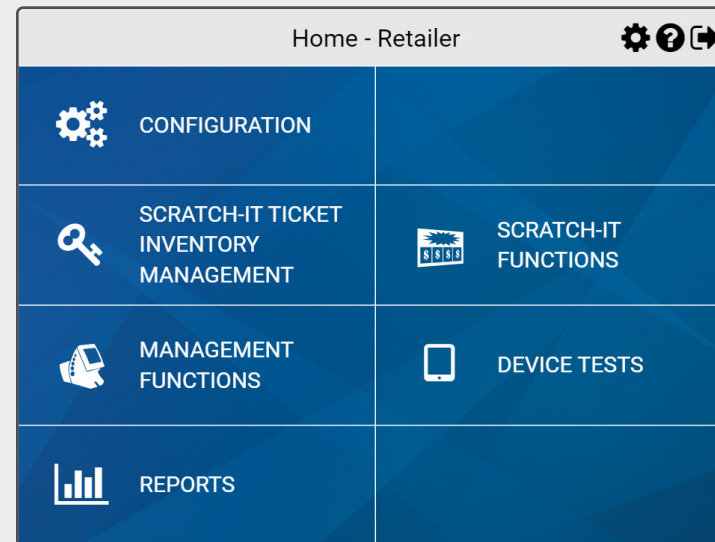 Home - Retailer
CONFIGURATION
SCRATCH-IT TICKET
INVENTORY
MANAGEMENT
SCRATCH-IT
FUNCTIONS
$ $ $ $
MANAGEMENT
FUNCTIONS
DEVICE TESTS
REPORTS